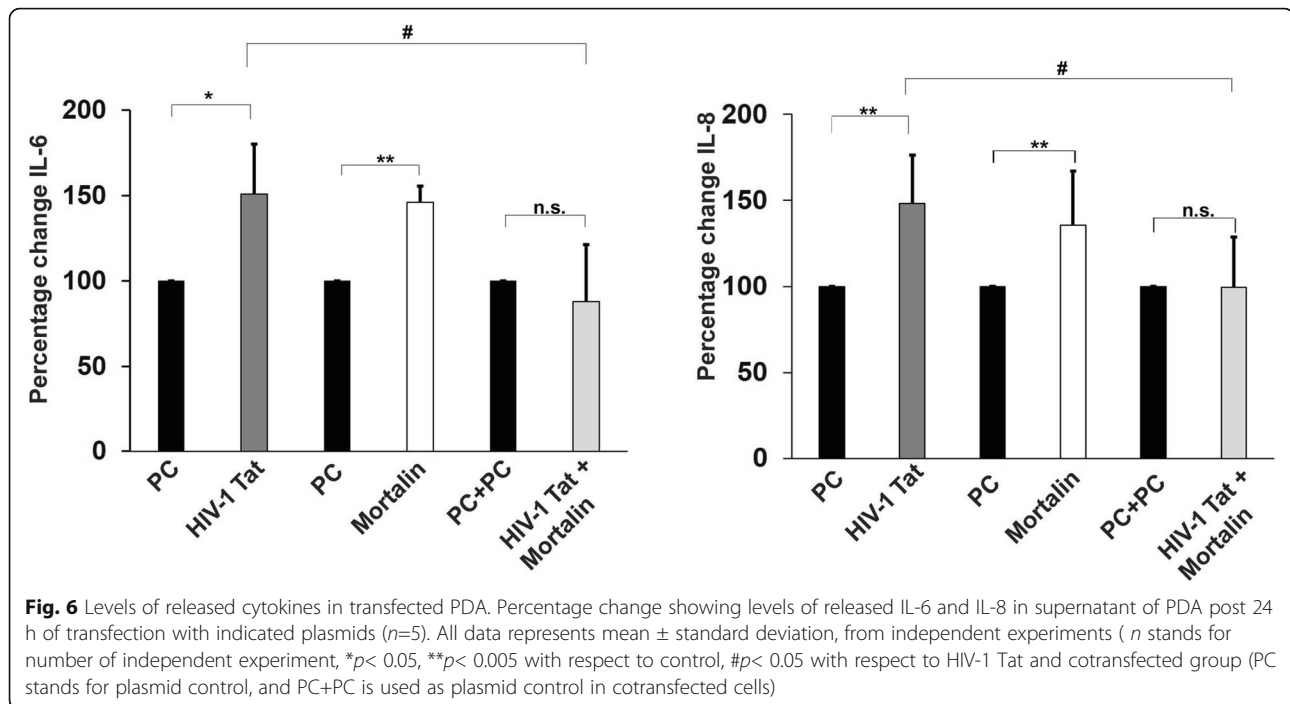 #
*
**
n.s.
200
150
100
50
0
Percentage change IL-6
PC
HIV-1 Tat
PC
Mortalin
PC+PC
HIV-1 Tat +
Mortalin
#
**
**
n.s.
200
150
100
50
0
Percentage change IL-8
PC
HIV-1 Tat
PC
Mortalin
PC+PC
HIV-1 Tat +
Mortalin
Fig. 6 Levels of released cytokines in transfected PDA. Percentage change showing levels of released IL-6 and IL-8 in supernatant of PDA post 24
h of transfection with indicated plasmids (n=5). All data represents mean ± standard deviation, from independent experiments ( n stands for
number of independent experiment, *p< 0.05, **p< 0.005 with respect to control, #p< 0.05 with respect to HIV-1 Tat and cotransfected group (PC
stands for plasmid control, and PC+PC is used as plasmid control in cotransfected cells)